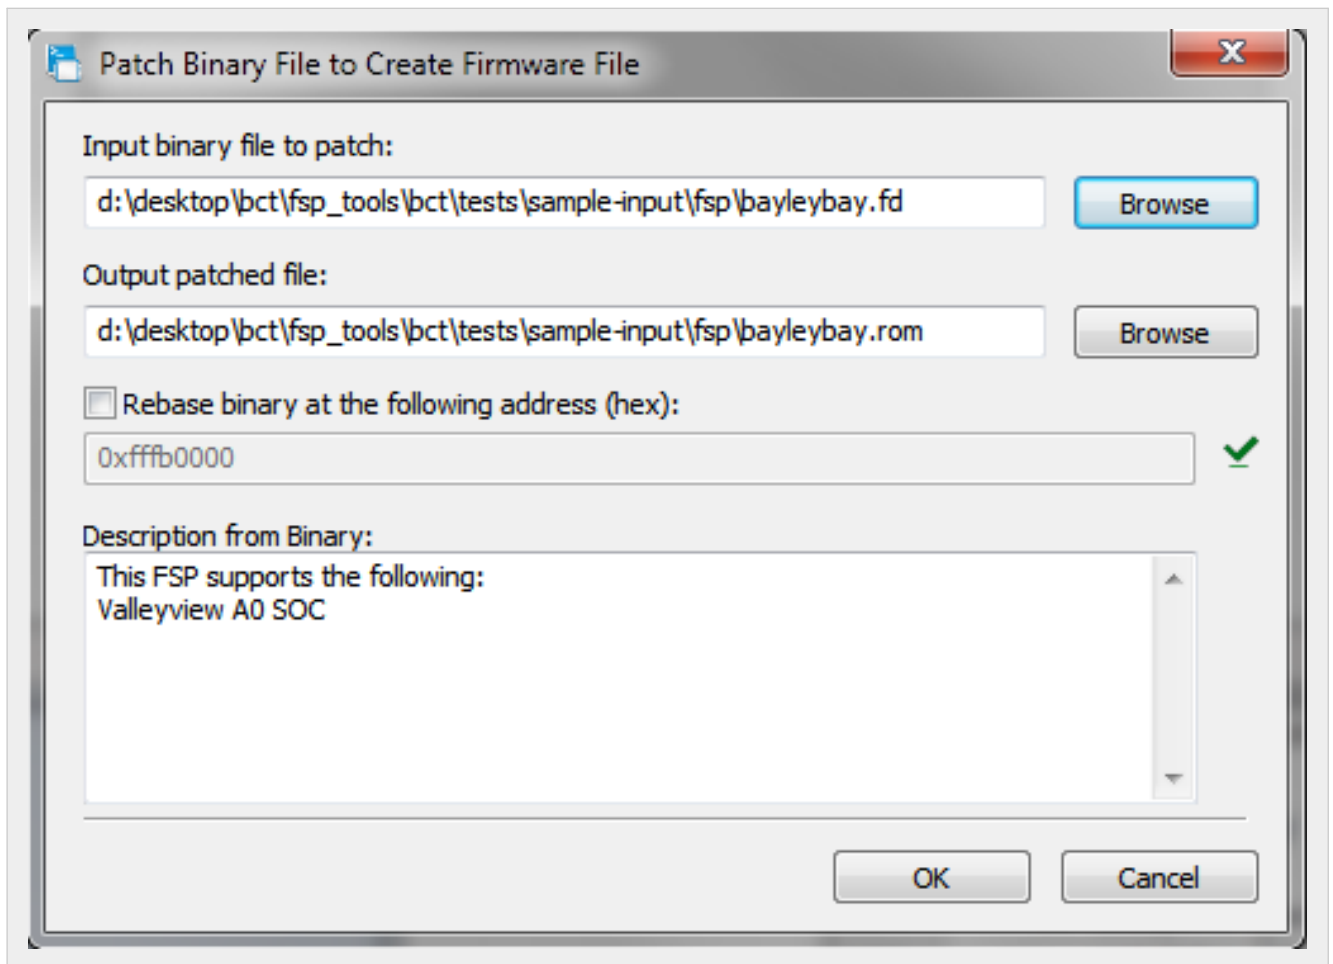 Patch Binary File to Create Firmware File
X
Input binary file to patch:
d:\desktop\bct\fsp_tools\bct\tests\sample-input\fsp\bayleybay.fd
Browse
Output patched file:
d:\desktop\bct\fsp_tools\bct\tests\sample-input\fsp\bayleybay.rom
Browse
Rebase binary at the following address (hex):
0xfffb0000
Description from Binary:
This FSP supports the following:
Valleyview A0 SOC
OK
Cancel